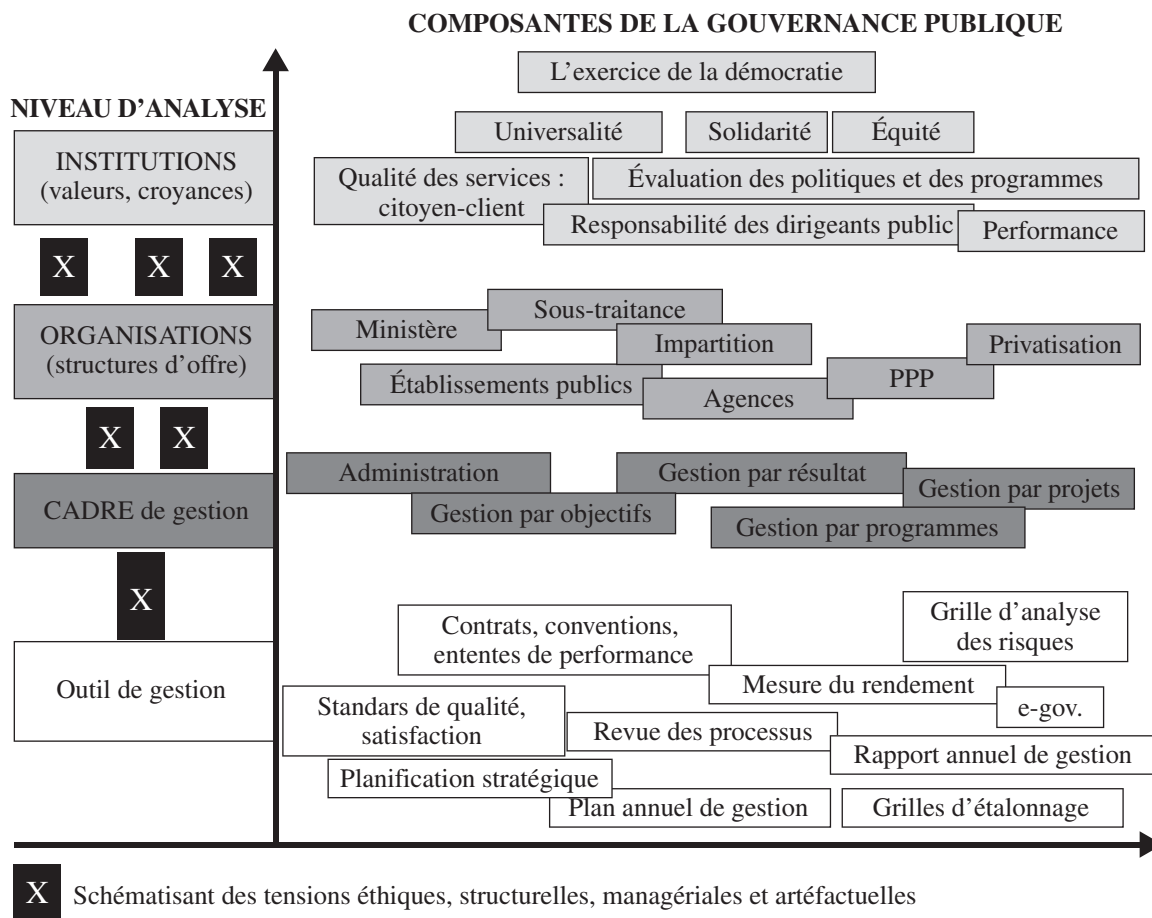 COMPOSANTES DE LA GOUVERNANCE PUBLIQUE
L'exercice de la démocratie
NIVEAU D'ANALYSE
Universalité
Solidarité
Équité
INSTITUTIONS
(valeurs, croyances)
Qualité des services :
citoyen-client
Évaluation des politiques et des programmes
Responsabilité des dirigeants public
Performance
X
X
X
ORGANISATIONS
(structures d'offre)
Ministère
Sous-traitance
Impartition
Privatisation
Établissements publics
Agences
PPP
X
X
CADRE de gestion
Administration
Gestion par résultat
Gestion par projets
Gestion par objectifs
Gestion par programmes
X
Outil de gestion
Contrats, conventions,
ententes de performance
Grille d'analyse
des risques
Mesure du rendement
e-gov.
Standars de qualité,
satisfaction
Revue des processus
Rapport annuel de gestion
Planification stratégique
Plan annuel de gestion
Grilles d'étalonnage
X Schématisant des tensions éthiques, structurelles, managériales et artéfactuelles